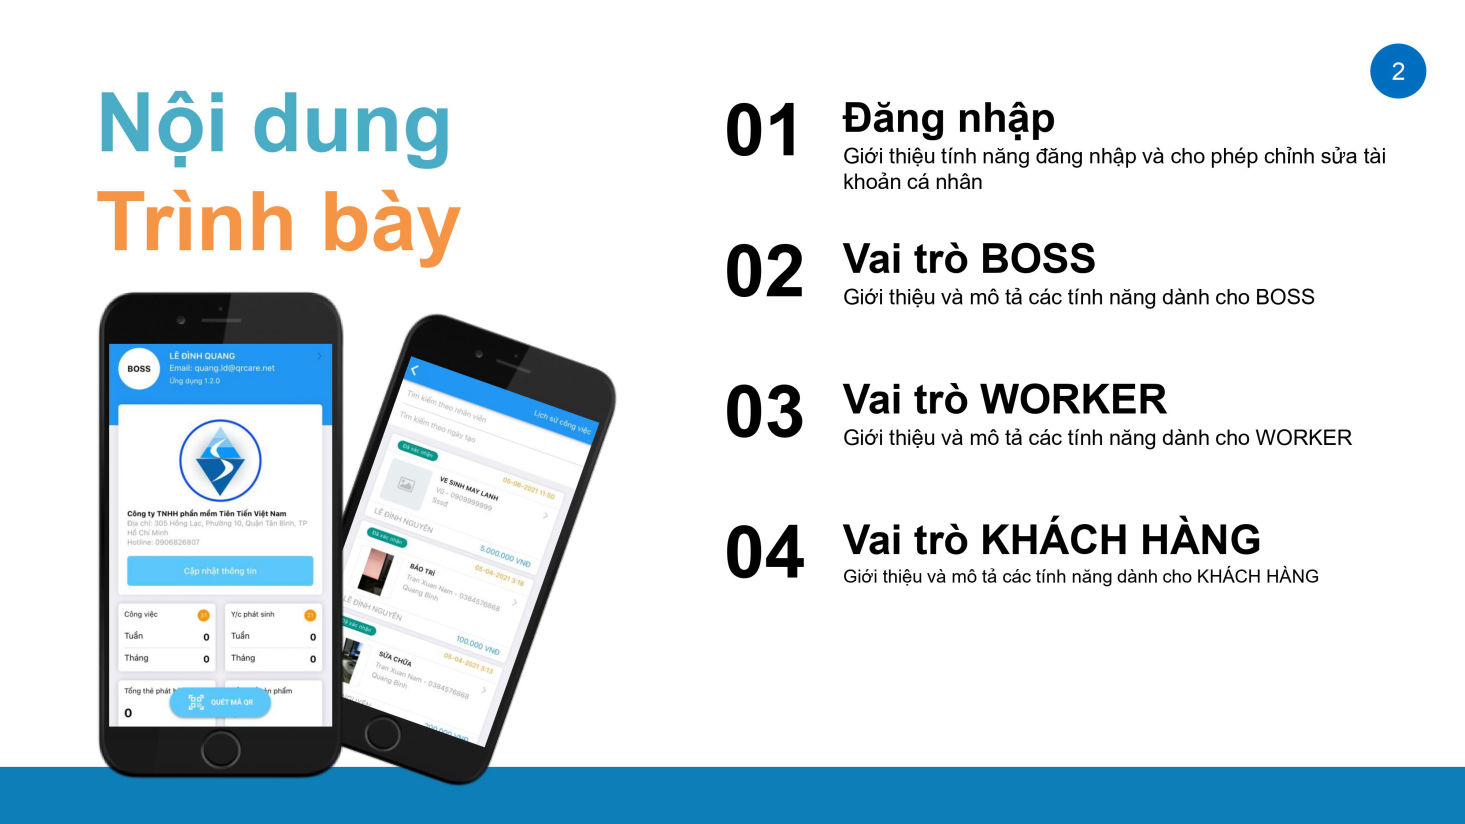 2
Nội dung
Trình bày
01
Đăng nhập
Giới thiệu tính năng đăng nhập và cho phép chỉnh sửa tài
khoản cá nhân
02
Vai trò BOSS
Giới thiệu và mô tả các tính năng dành cho BOSS
03
Vai trò WORKER
Giới thiệu và mô tả các tính năng dành cho WORKER
04
Vai trò KHÁCH HÀNG
Giới thiệu và mô tả các tính năng dành cho KHÁCH HÀNG
BOSS
LÊ ĐÌNH QUANG
Email: quang.ld@qrcare.net
Ứng dụng 1.2.0
Công ty TNHH phần mềm Tiên Tiến Việt Nam
Địa chỉ: 305 Hồng Lạc, Phường 10, Quận Tân Bình, TP
Hồ Chí Minh
Hotline: 0906826807
Cập nhật thông tin
Công việc
Tuần 0
Tháng 0
Y/c phát sinh
Tuần 0
Tháng 0
Tổng thẻ phát
0
phẩm
QUÉT MÃ QR
Lịch sử công việc
Tìm kiếm theo nhân viên
Tìm kiếm theo ngày tạo
Đã xác nhận
05-06-2021 11:50
VE SINH MAY LANH
Vũ - 0909999999
Sssd
LÊ ĐÌNH NGUYÊN
5.000.000 VNĐ
Đã xác nhận
05-04-2021 3:18
BẢO TRÌ
Tran Xuan Nam - 0384576868
Quang Binh
LÊ ĐÌNH NGUYÊN
100.000 VNĐ
xác nhận
05-04-2021 3:13
SỬA CHỮA
Tran Xuan Nam - 0384576868
Quang Binh